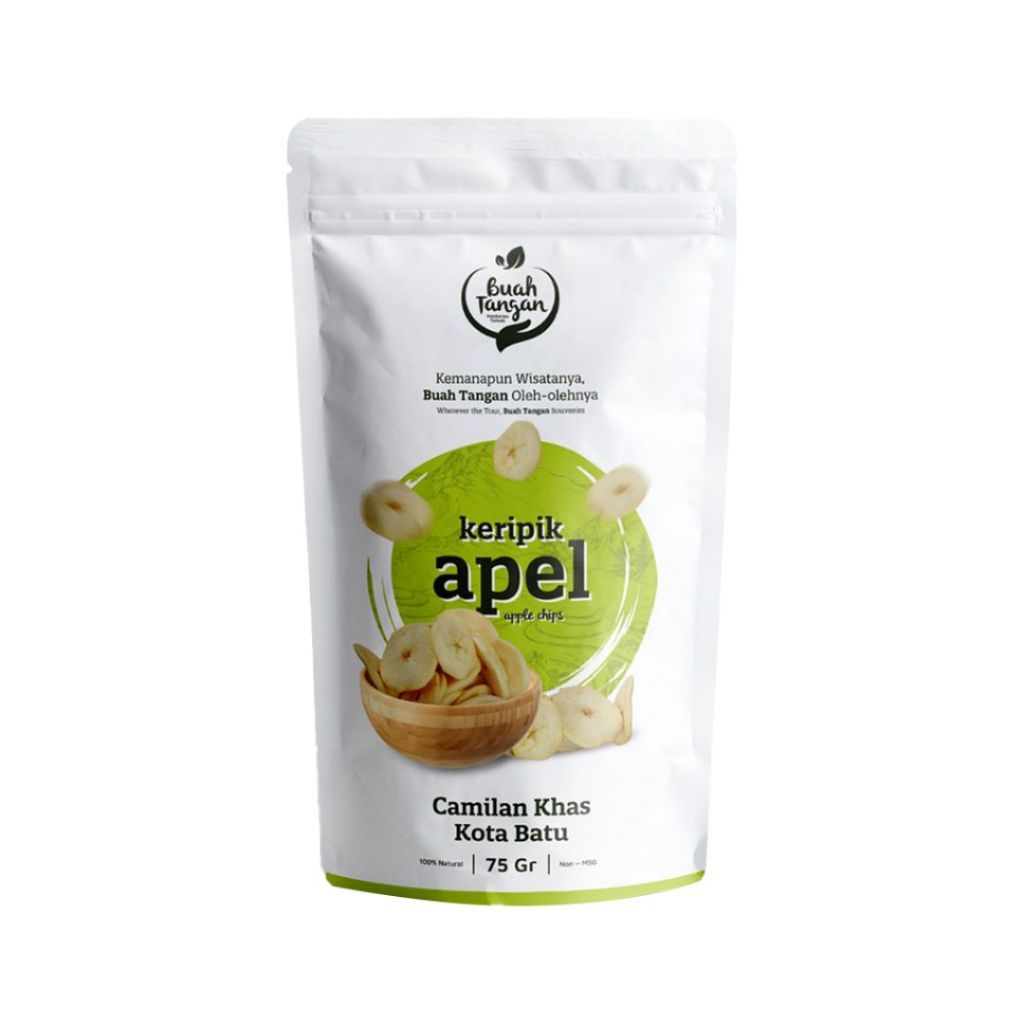 Buah
Tangan
Kemanapun Wisatanya,
Buah Tangan Oleh-olehnya
Wherever the Tour, Buah Tangan Souvenirs
keripik
apel
apple chips
Camilan Khas
Kota Batu
100% Natural | 75 Gr | Non – MSG